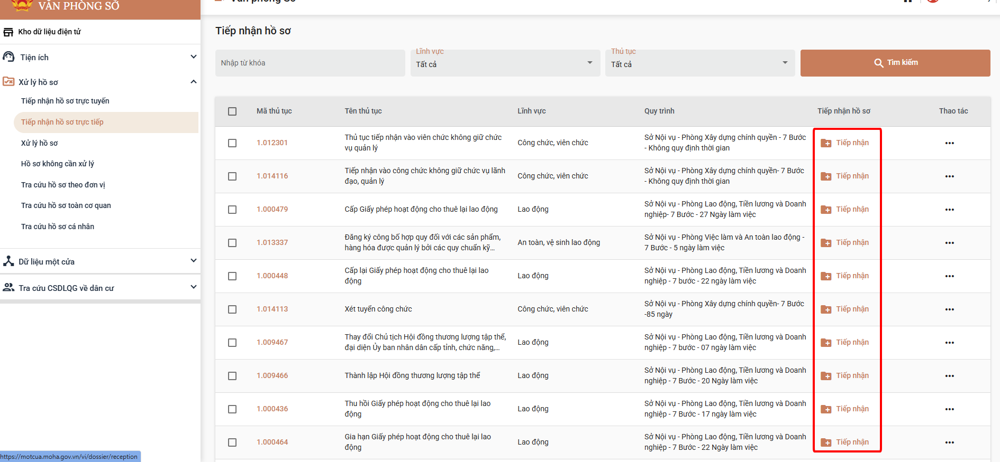 VĂN PHÒNG SỞ
Kho dữ liệu điện tử
Tiện ích
Xử lý hồ sơ
Tiếp nhận hồ sơ trực tuyến
Tiếp nhận hồ sơ trực tiếp
Xử lý hồ sơ
Hồ sơ không cần xử lý
Tra cứu hồ sơ theo đơn vị
Tra cứu hồ sơ toàn cơ quan
Tra cứu hồ sơ cá nhân
Dữ liệu một cửa
Tra cứu CSDLQG về dân cư
https://motcua.moha.gov.vn/vi/dossier/reception
Văn phòng Sở
Tiếp nhận hồ sơ
Nhập từ khóa
Lĩnh vực
Tất cả
Thủ tục
Tất cả
Tìm kiếm
Mã thủ tục Tên thủ tục Lĩnh vực Quy trình Tiếp nhận hồ sơ Thao tác
1.012301
Thủ tục tiếp nhận vào viên chức không giữ chức
vụ quản lý
Công chức, viên chức
Sở Nội vụ - Phòng Xây dựng chính quyền - 7 Bước
- Không quy định thời gian
Tiếp nhận
1.014116
Tiếp nhận vào công chức không giữ chức vụ lãnh
đạo, quản lý
Công chức, viên chức
Sở Nội vụ - Phòng Xây dựng chính quyền- 7 Bước
- Không quy định thời gian
Tiếp nhận
1.000479
Cấp Giấy phép hoạt động cho thuê lại lao động
Lao động
Sở Nội vụ - Phòng Lao động, Tiền lương và Doanh
nghiệp- 7 Bước - 27 Ngày làm việc
Tiếp nhận
1.013337
Đăng ký công bố hợp quy đối với các sản phẩm,
hàng hóa được quản lý bởi các quy chuẩn kỹ...
An toàn, vệ sinh lao động
Sở Nội vụ - Phòng Việc làm và An toàn lao động -
7 Bước - 5 ngày làm việc
Tiếp nhận
1.000448
Cấp lại Giấy phép hoạt động cho thuê lại lao
động
Lao động
Sở Nội vụ - Phòng Lao động, Tiền lương và Doanh
nghiệp - 7 bước - 22 ngày làm việc
Tiếp nhận
1.014113
Xét tuyển công chức
Công chức, viên chức
Sở Nội vụ - Phòng Xây dựng chính quyền- 7 Bước
-85 ngày
Tiếp nhận
1.009467
Thay đổi Chủ tịch Hội đồng thương lượng tập thể,
đại diện Ủy ban nhân dân cấp tỉnh, chức năng,...
Lao động
Sở Nội vụ - Phòng Lao động, Tiền lương và Doanh
nghiệp - 7 bước - 07 ngày làm việc
Tiếp nhận
1.009466
Thành lập Hội đồng thương lượng tập thể
Lao động
Sở Nội vụ - Phòng Lao động, Tiền lương và Doanh
nghiệp - 7 Bước - 20 Ngày làm việc
Tiếp nhận
1.000436
Thu hồi Giấy phép hoạt động cho thuê lại lao
động
Lao động
Sở Nội vụ - Phòng Lao động, Tiền lương và Doanh
nghiệp - 7 Bước - 17 ngày làm việc
Tiếp nhận
1.000464
Gia hạn Giấy phép hoạt động cho thuê lại lao
động
Lao động
Sở Nội vụ - Phòng Lao động, Tiền lương và Doanh
nghiệp - 7 Bước - 22 Ngày làm việc
Tiếp nhận